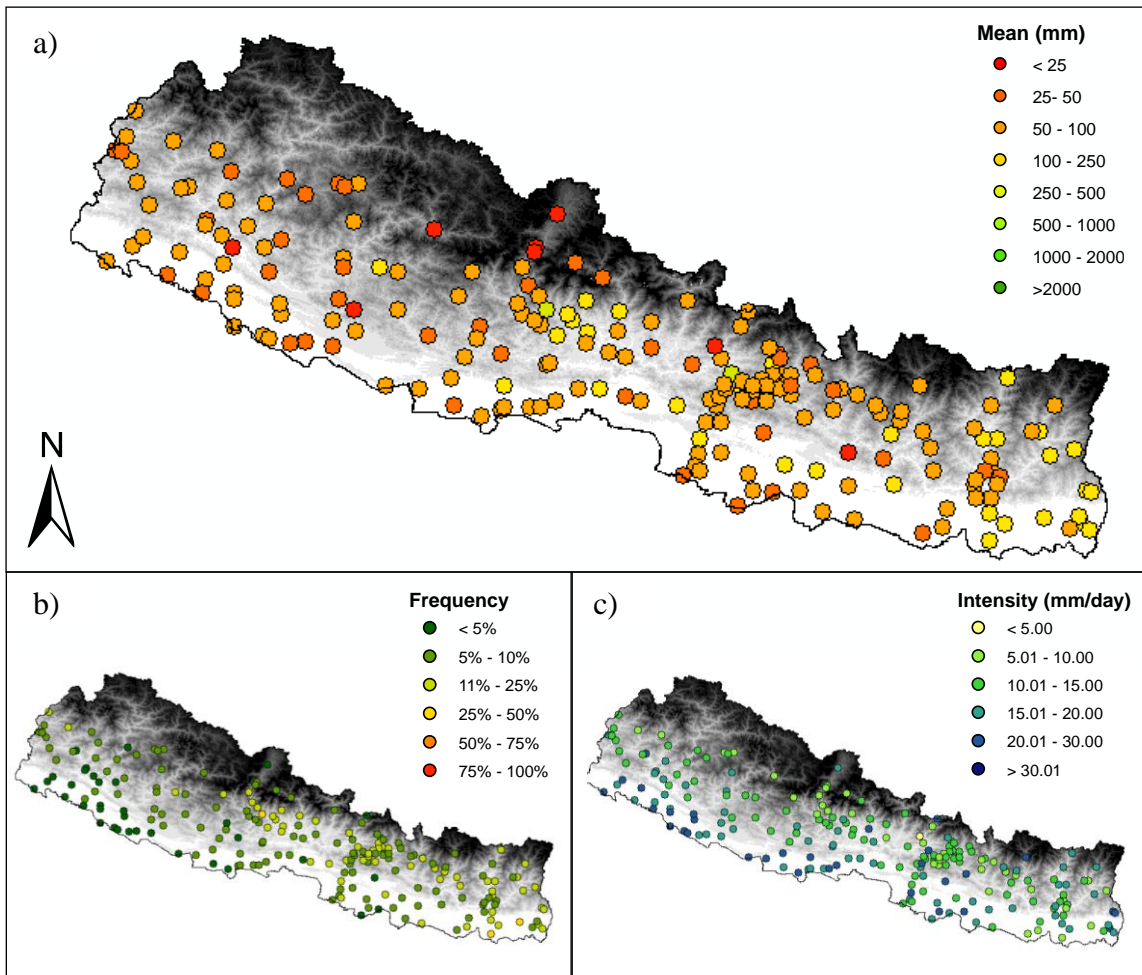 a)
Mean (mm)
< 25
25- 50
50 - 100
100 - 250
250 - 500
500 - 1000
1000 - 2000
>2000
N
b)
Frequency
< 5%
5% - 10%
11% - 25%
25% - 50%
50% - 75%
75% - 100%
c)
Intensity (mm/day)
< 5.00
5.01 - 10.00
10.01 - 15.00
15.01 - 20.00
20.01 - 30.00
> 30.01